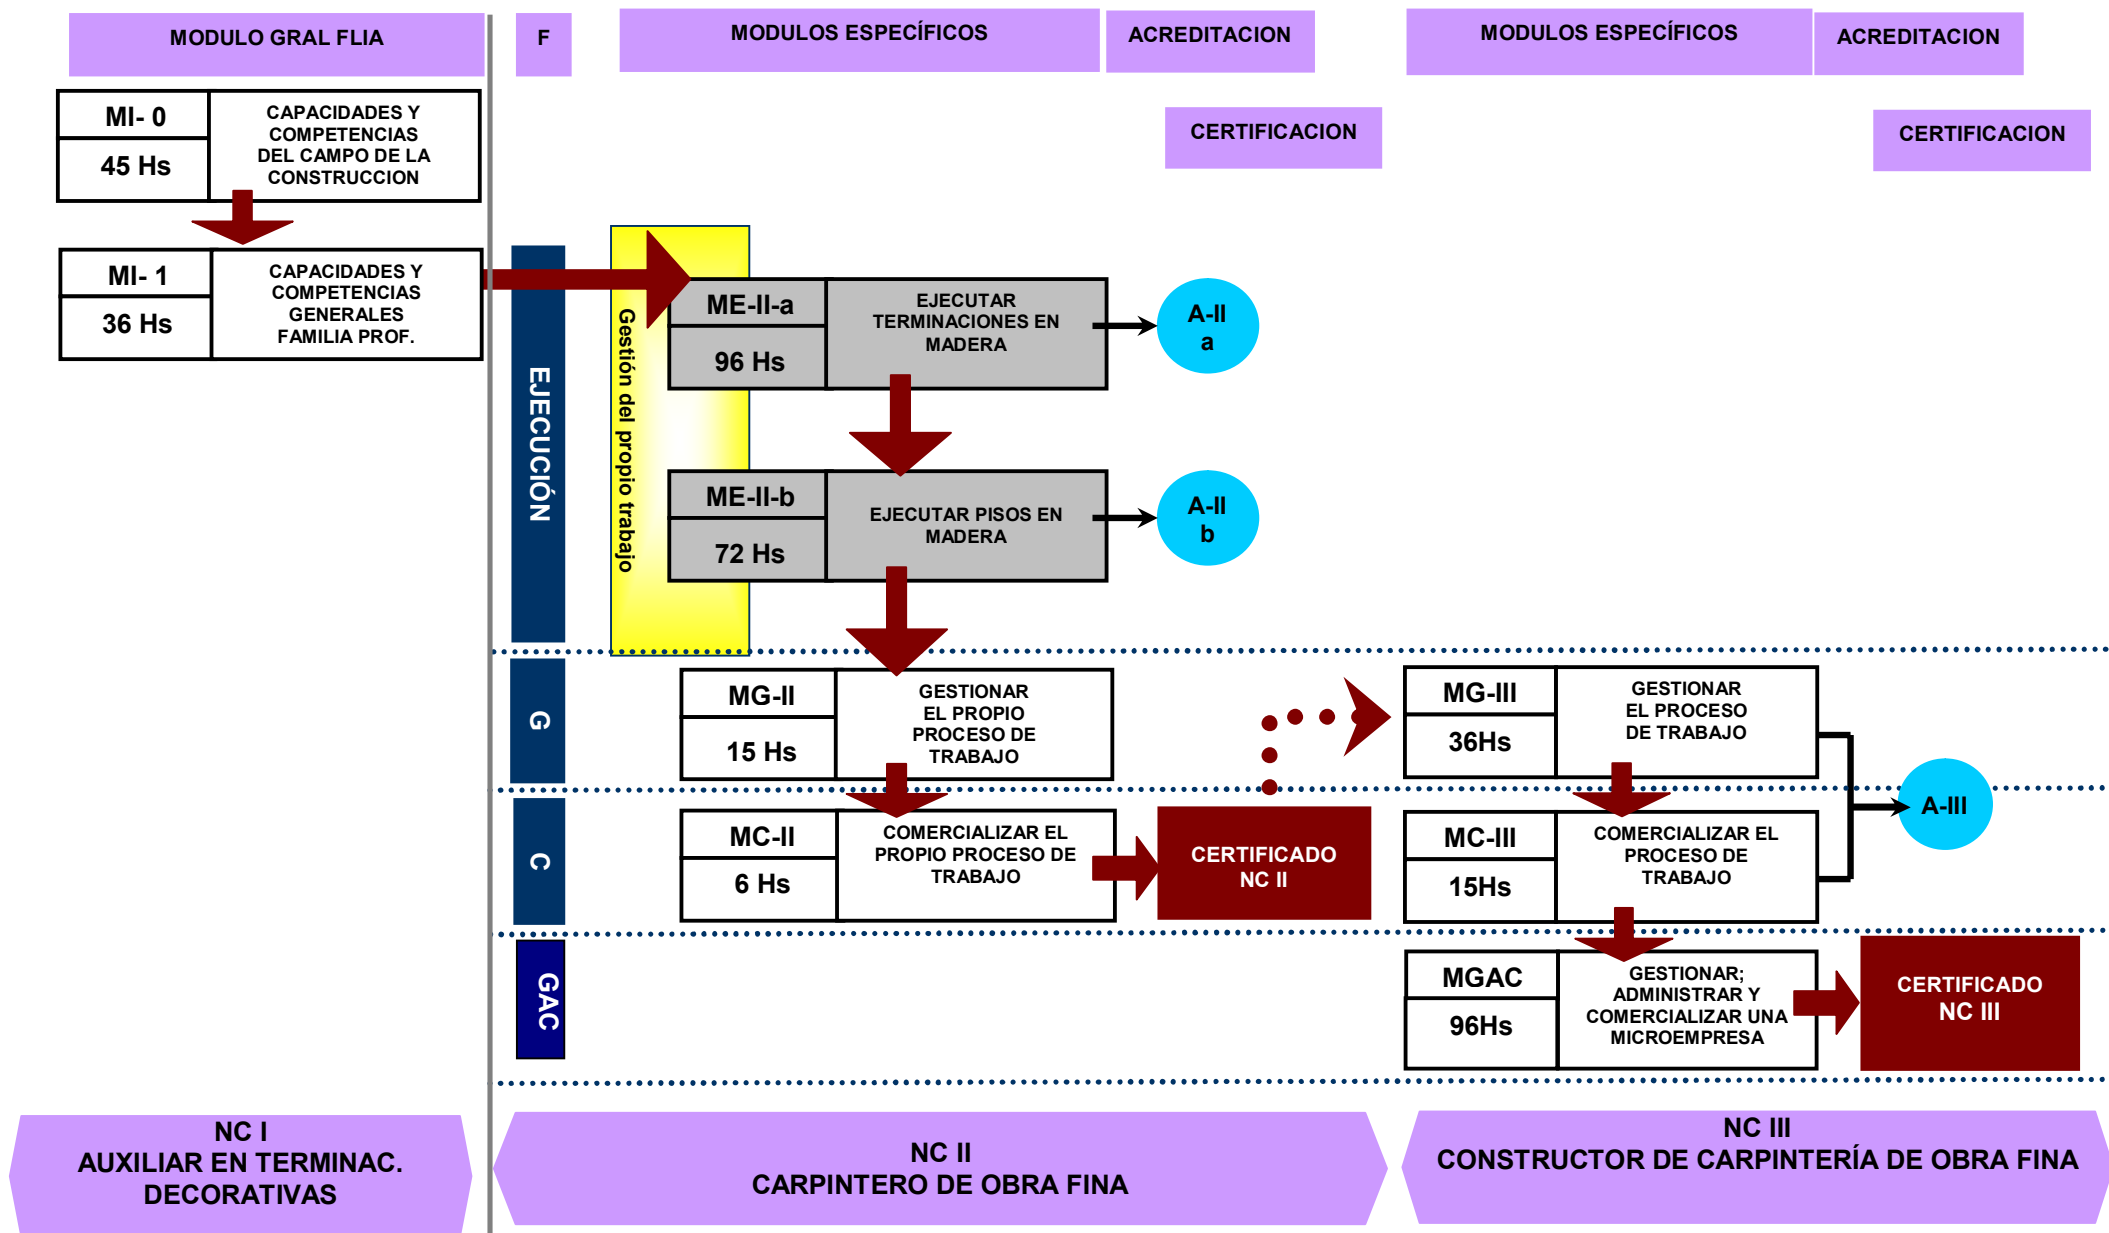 MODULO GRAL FLIA
F
MODULOS ESPECÍFICOS
ACREDITACION
MODULOS ESPECÍFICOS
ACREDITACION
CERTIFICACION
CERTIFICACION
MI- 0
45 Hs
CAPACIDADES Y
COMPETENCIAS
DEL CAMPO DE LA
CONSTRUCCION
MI- 1
36 Hs
CAPACIDADES Y
COMPETENCIAS
GENERALES
FAMILIA PROF.
EJECUCIÓN
Gestión del propio trabajo
ME-II-a
96 Hs
EJECUTAR
TERMINACIONES EN
MADERA
A-II
a
ME-II-b
72 Hs
EJECUTAR PISOS EN
MADERA
A-II
b
G
MG-II
15 Hs
GESTIONAR
EL PROPIO
PROCESO DE
TRABAJO
MG-III
36Hs
GESTIONAR
EL PROCESO
DE TRABAJO
A-III
C
MC-II
6 Hs
COMERCIALIZAR EL
PROPIO PROCESO DE
TRABAJO
CERTIFICADO
NC II
MC-III
15Hs
COMERCIALIZAR EL
PROCESO DE
TRABAJO
GAC
MGAC
96Hs
GESTIONAR;
ADMINISTRAR Y
COMERCIALIZAR UNA
MICROEMPRESA
CERTIFICADO
NC III
NC I
AUXILIAR EN TERMINAC.
DECORATIVAS
NC II
CARPINTERO DE OBRA FINA
NC III
CONSTRUCTOR DE CARPINTERÍA DE OBRA FINA